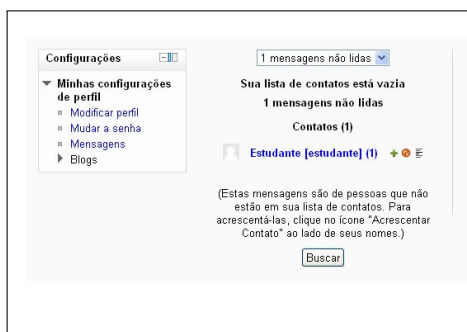 Configurações
Minhas configurações
de perfil
Modificar perfil
Mudar a senha
Mensagens
Blogs
1 mensagens não lidas
Sua lista de contatos está vazia
1 mensagens não lidas
Contatos (1)
Estudante [estudante] (1)
(Estas mensagens são de pessoas que não
estão em sua lista de contatos. Para
acrescentá-las, clique no ícone "Acrescentar
Contato" ao lado de seus nomes.)
Buscar